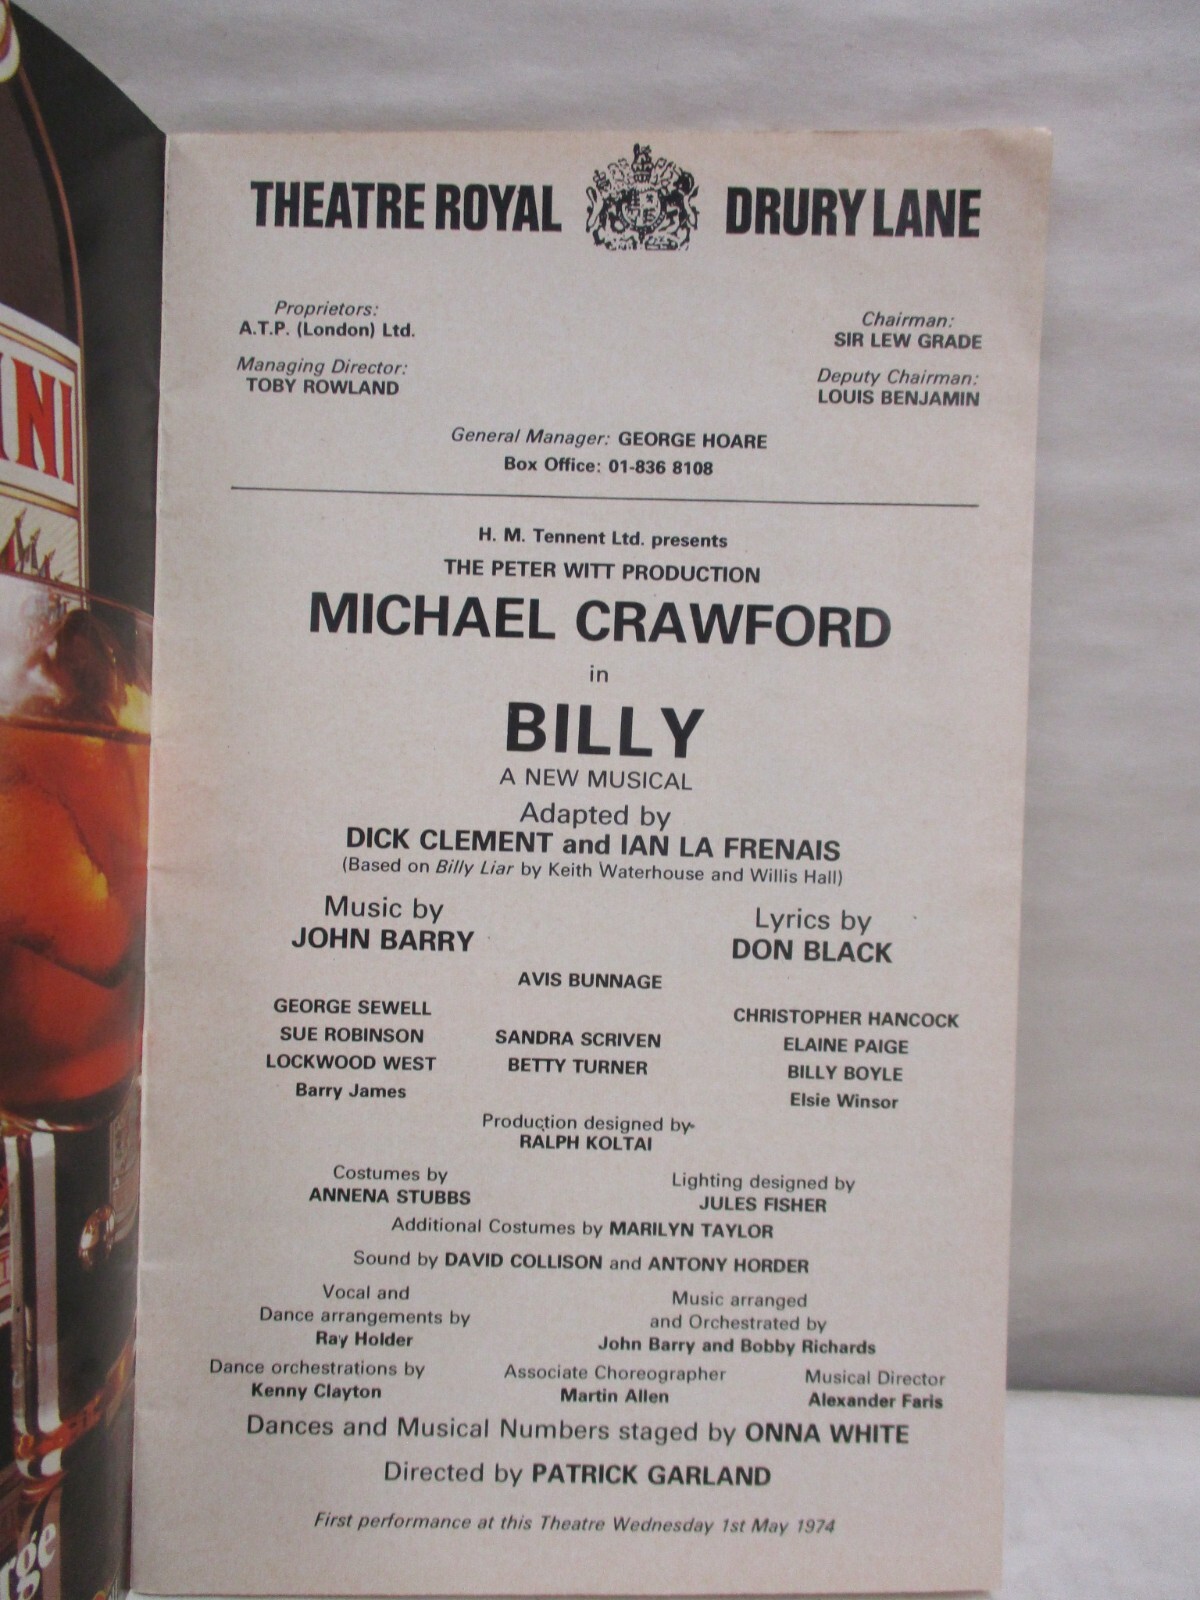 THEATRE ROYAL DRURY LANE
Proprietors:
A.T.P. (London) Ltd.
Managing Director:
TOBY ROWLAND
Chairman:
SIR LEW GRADE
Deputy Chairman:
LOUIS BENJAMIN
General Manager: GEORGE HOARE
Box Office: 01-836 8108
H. M. Tennent Ltd. presents
THE PETER WITT PRODUCTION
MICHAEL CRAWFORD
in
BILLY
A NEW MUSICAL
Adapted by
DICK CLEMENT and IAN LA FRENAIS
(Based on Billy Liar by Keith Waterhouse and Willis Hall)
Music by
JOHN BARRY
Lyrics by
DON BLACK
AVIS BUNNAGE
GEORGE SEWELL
SUE ROBINSON
LOCKWOOD WEST
Barry James
SANDRA SCRIVEN
BETTY TURNER
CHRISTOPHER HANCOCK
ELAINE PAIGE
BILLY BOYLE
Elsie Winsor
Production designed by
RALPH KOLTAI
Costumes by
ANNENA STUBBS
Lighting designed by
JULES FISHER
Additional Costumes by MARILYN TAYLOR
Sound by DAVID COLLISON and ANTONY HORDER
Vocal and
Dance arrangements by
Ray Holder
Music arranged
and Orchestrated by
John Barry and Bobby Richards
Dance orchestrations by
Kenny Clayton
Associate Choreographer
Martin Allen
Musical Director
Alexander Faris
Dances and Musical Numbers staged by ONNA WHITE
Directed by PATRICK GARLAND
First performance at this Theatre Wednesday 1st May 1974
INI
rge